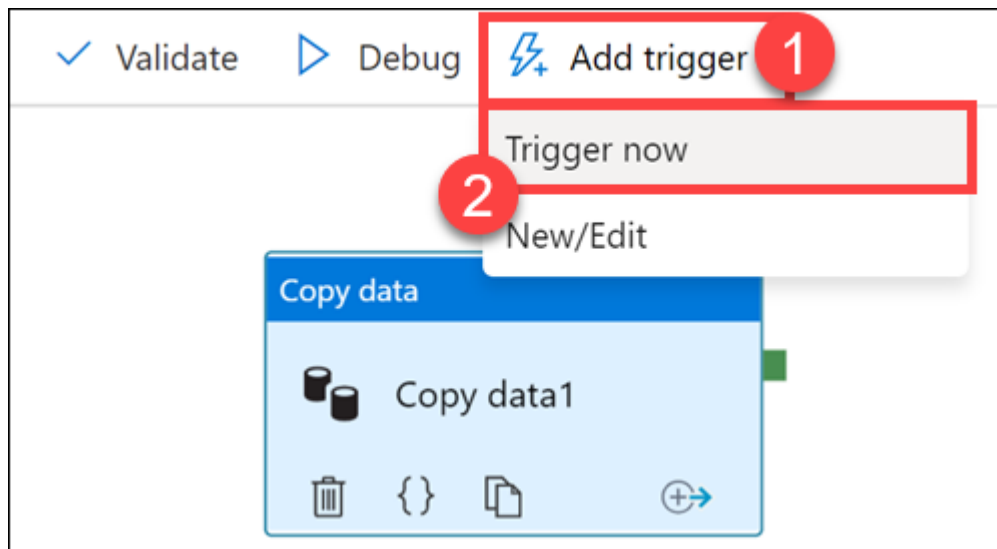 Validate Debug Add trigger 1
Trigger now
2
New/Edit
Copy data
Copy data1
{}